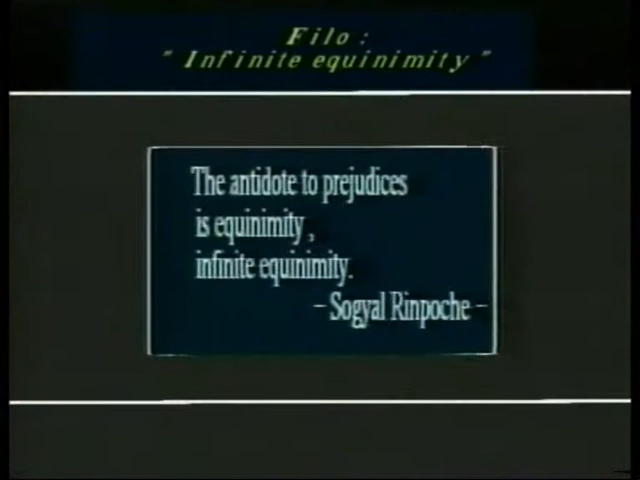 Filo :
" Infinite equinimity "
The antidote to prejudices
is equinimity ,
infinite equinimity.
- Sogyal Rinpoche -